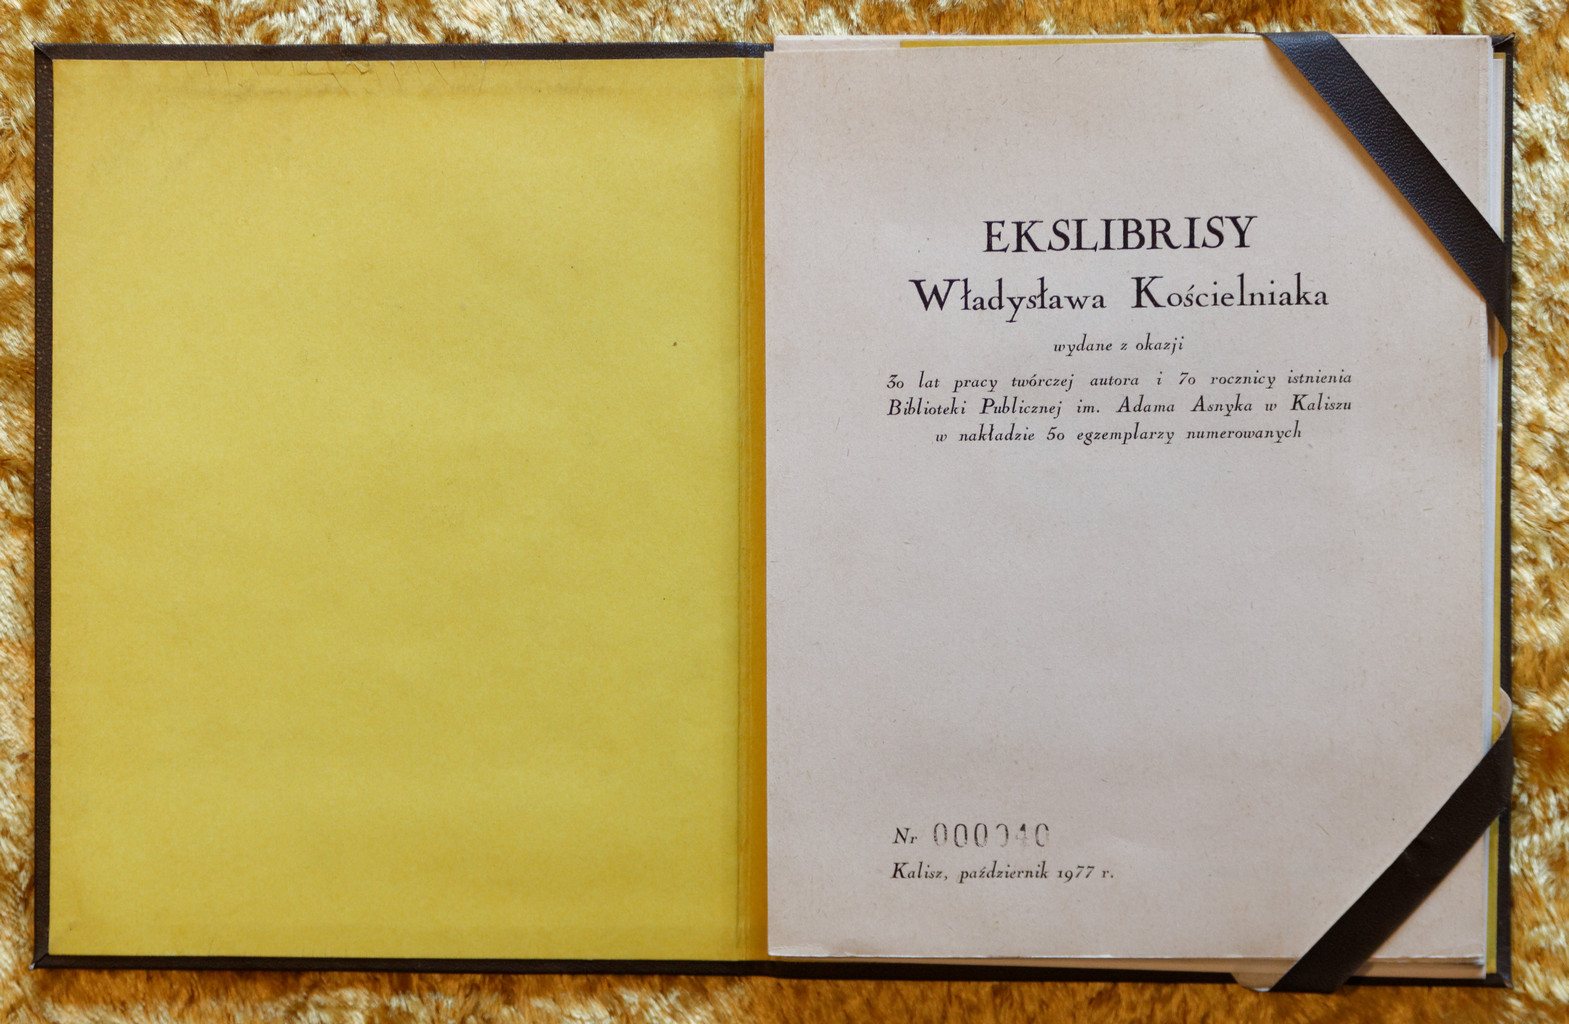 EKSLIBRISY
Władysława Kościelniaka
wydane z okazji
30 lat pracy twórczej autora i 70 rocznicy istnienia
Biblioteki Publicznej im. Adama Asnyka w Kaliszu
w nakładzie 50 egzemplarzy numerowanych
Nr 000040
Kalisz, październik 1977 r.